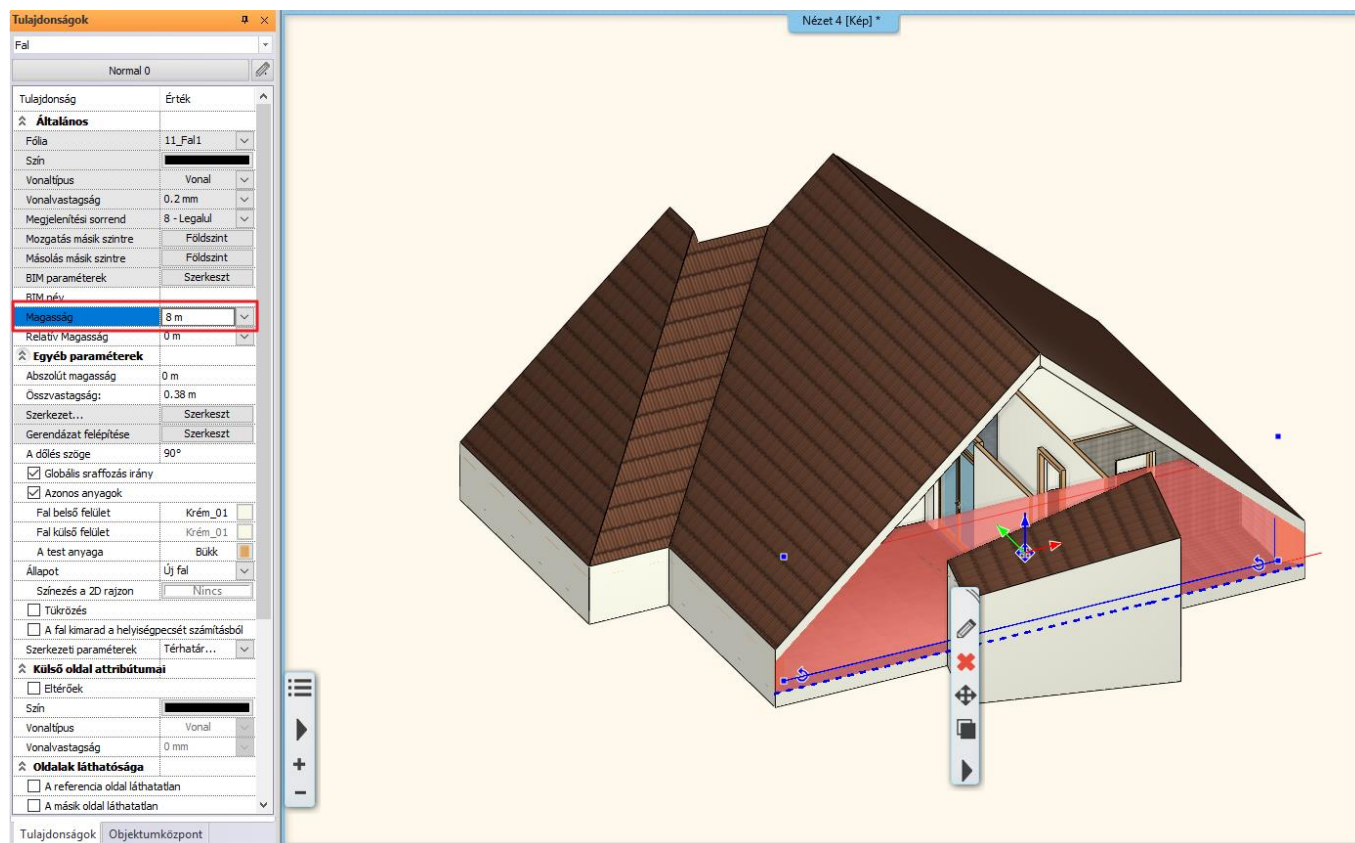 Tulajdonságok
Nézet 4 [Kép] *
Fal
Normal 0
Tulajdonság Érték
Általános
Fólia 11_Fal1
Szín
Vonaltípus Vonal
Vonalvastagság 0.2 mm
Megjelenítési sorrend 8 - Legalul
Mozgatás másik szintre Földszint
Másolás másik szintre Földszint
BIM paraméterek Szerkeszt
BIM név
Magasság 8 m
Relatív Magasság 0 m
Egyéb paraméterek
Abszolút magasság 0 m
Összvastagság: 0.38 m
Szerkezet... Szerkeszt
Gerendázat felépítése Szerkeszt
A dőlés szöge 90°
Globális sraffozás irány
Azonos anyagok
Fal belső felület Krém_01
Fal külső felület Krém_01
A test anyaga Bükk
Állapot Új fal
Színezés a 2D rajzon Nincs
Tükrözés
A fal kimarad a helyiségpecsét számításból
Szerkezeti paraméterek Térhatár...
Külső oldal attribútumai
Eltérőek
Szín
Vonaltípus Vonal
Vonalvastagság 0 mm
Oldalak láthatósága
A referencia oldal láthatatlan
A másik oldal láthatatlan
Tulajdonságok Objektumközpont